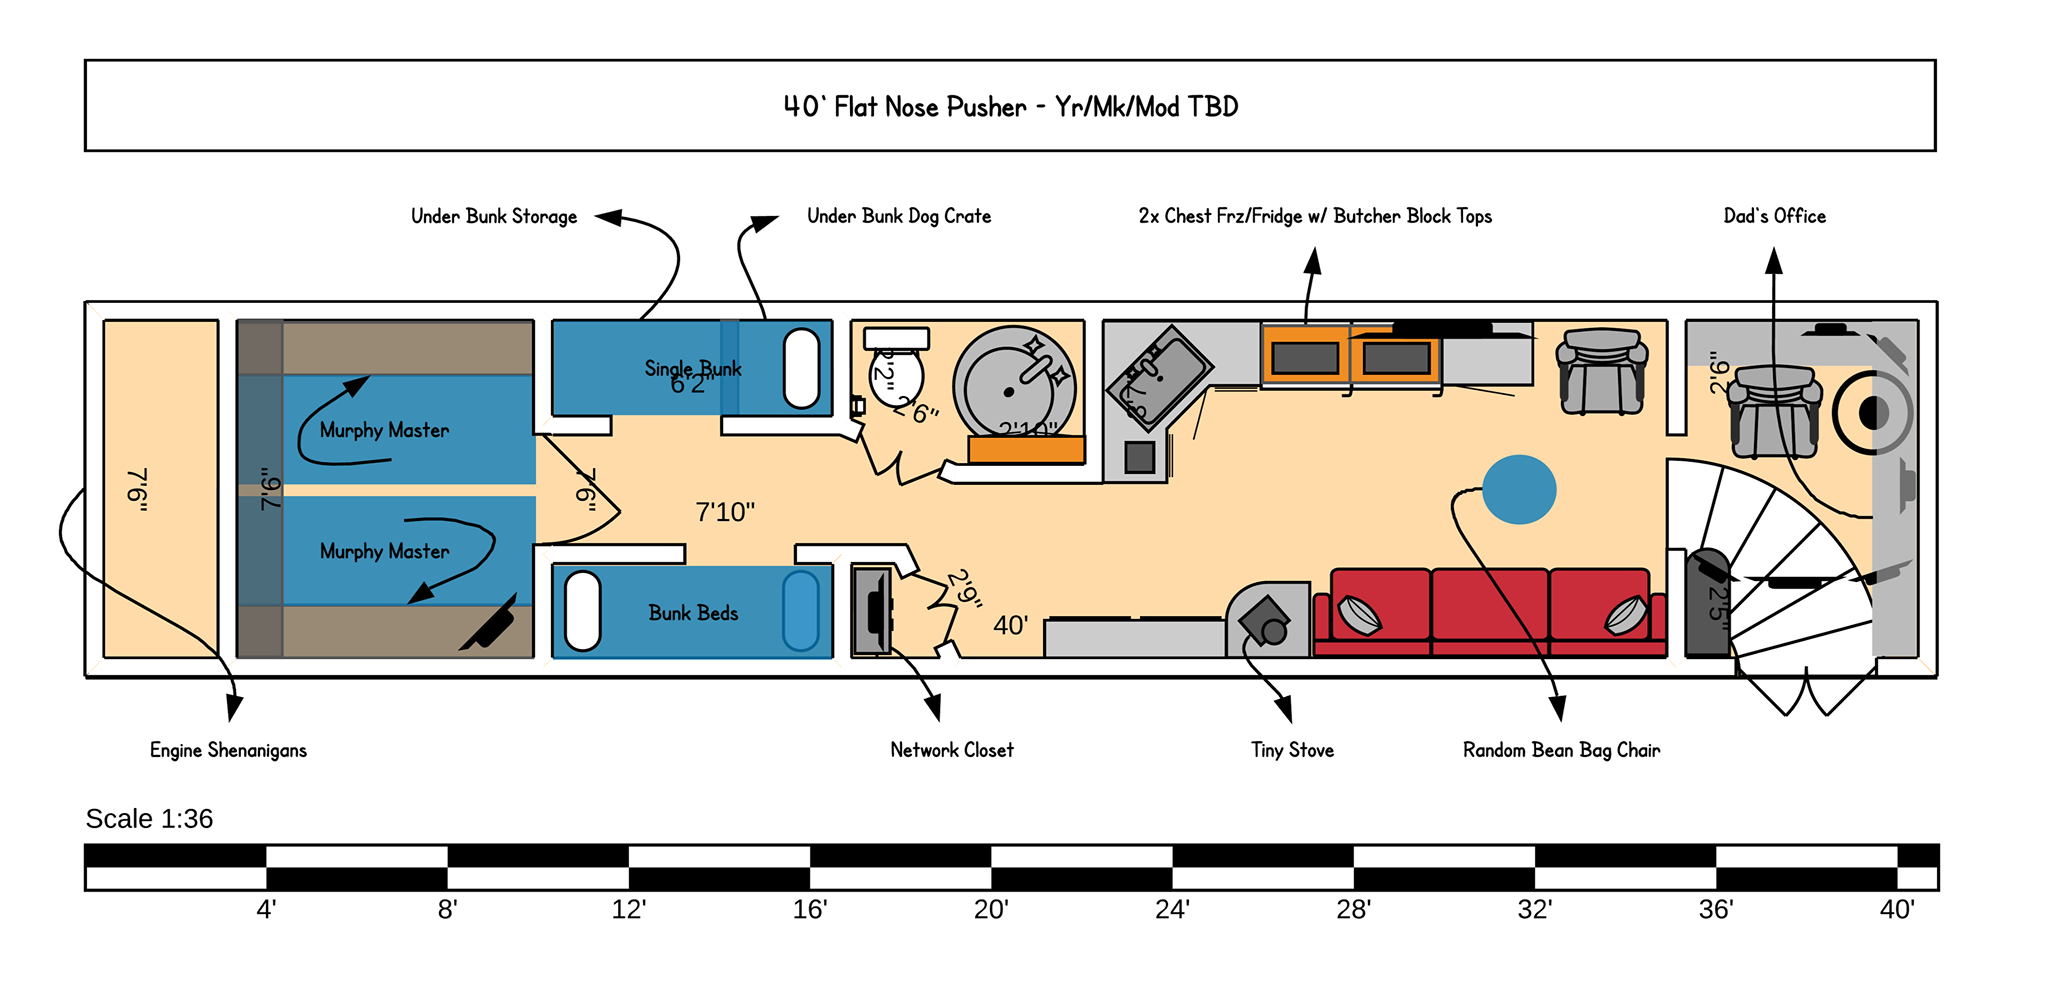 40' Flat Nose Pusher - Yr/Mk/Mod TBD
Under Bunk Storage
Under Bunk Dog Crate
2x Chest Frz/Fridge w/ Butcher Block Tops
Dad's Office
Single Bunk
6'2"
2'2"
2'6"
2'10"
2'6"
Murphy Master
7'6"
7'6"
7'6"
7'10"
Murphy Master
Bunk Beds
2'9"
40'
2'5"
Engine Shenanigans
Network Closet
Tiny Stove
Random Bean Bag Chair
Scale 1:36
4' 8' 12' 16' 20' 24' 28' 32' 36' 40'